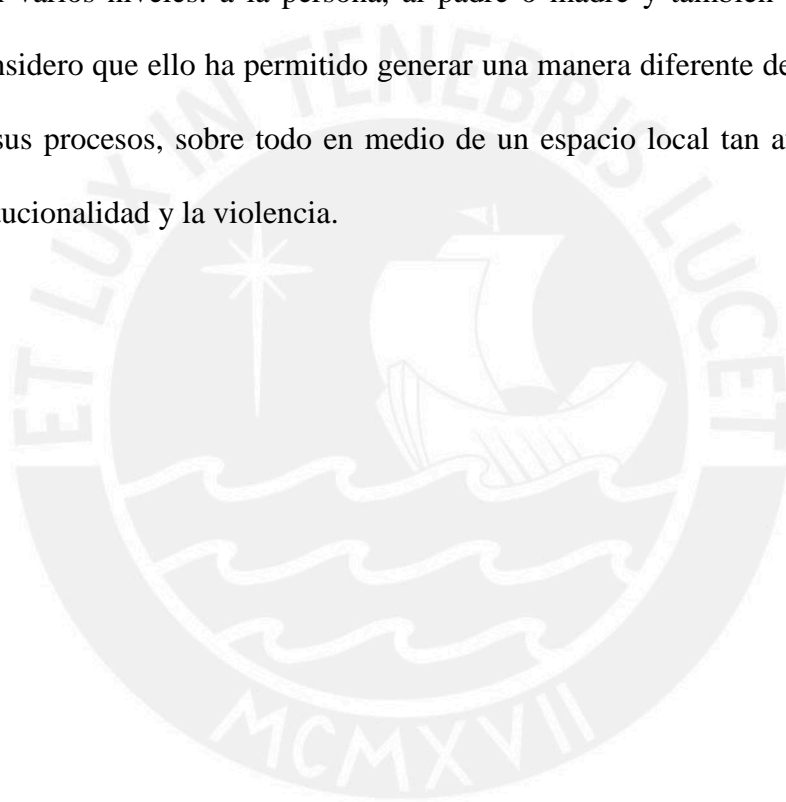 varios niveles: a la persona, al padre o madre y también
nsidero que ello ha permitido generar una manera diferente de
sus procesos, sobre todo en medio de un espacio local tan
tucionalidad y la violencia.
ET LUX IN TENEBRIS LUCET
MCMXVII